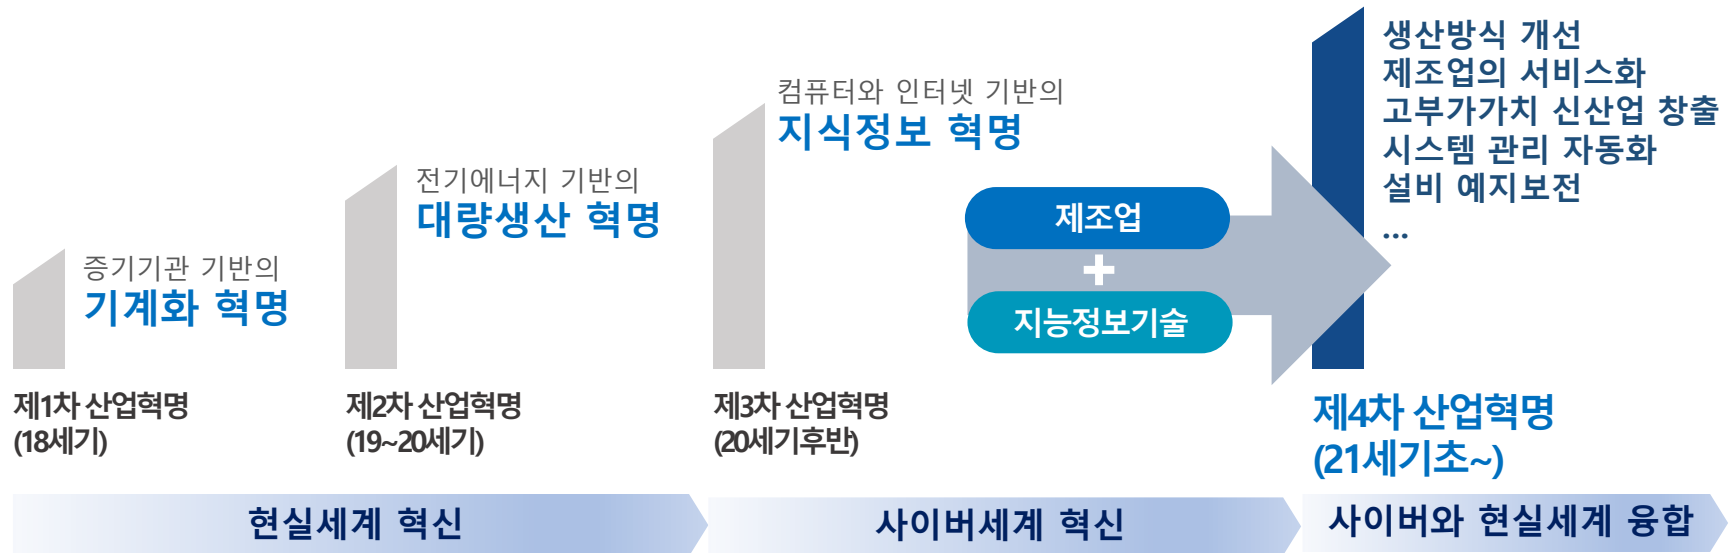 증기기관 기반의
기계화 혁명
제1차 산업혁명
(18세기)
전기에너지 기반의
대량생산 혁명
제2차 산업혁명
(19~20세기)
컴퓨터와 인터넷 기반의
지식정보 혁명
제3차 산업혁명
(20세기후반)
제조업
+
지능정보기술
생산방식 개선
제조업의 서비스화
고부가가치 신산업 창출
시스템 관리 자동화
설비 예지보전
...
제4차 산업혁명
(21세기초~)
현실세계 혁신
사이버세계 혁신
사이버와 현실세계 융합